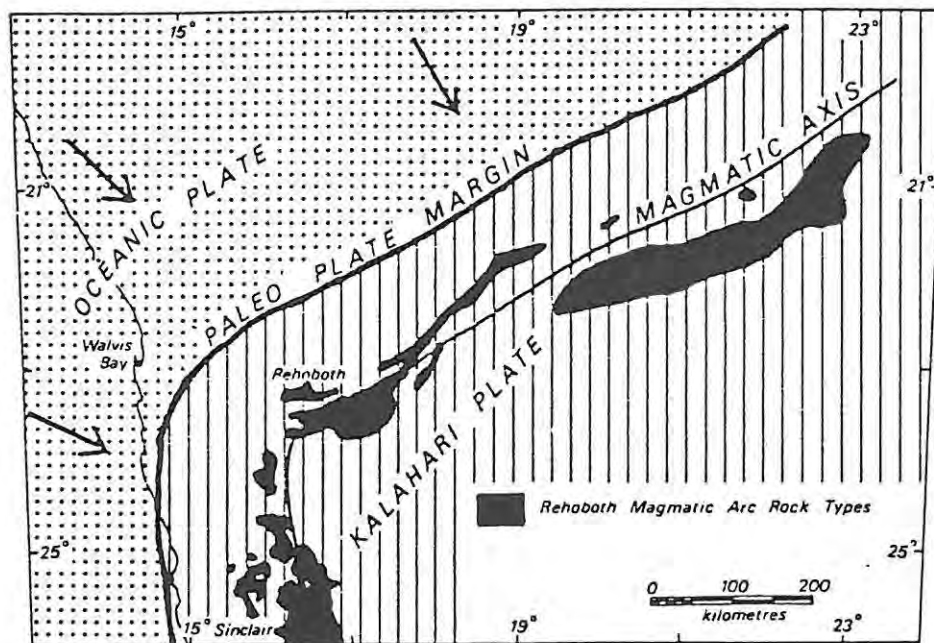 15°
19°
23°
21°
21°
OCEANIC PLATE
PALEO PLATE MARGIN
MAGMATIC AXIS
Walvis
Bay
Rehoboth
KALAHARI PLATE
Rehoboth Magmatic Arc Rock Types
25°
25°
0 100 200
kilometres
15°
Sinclair
19°
23°